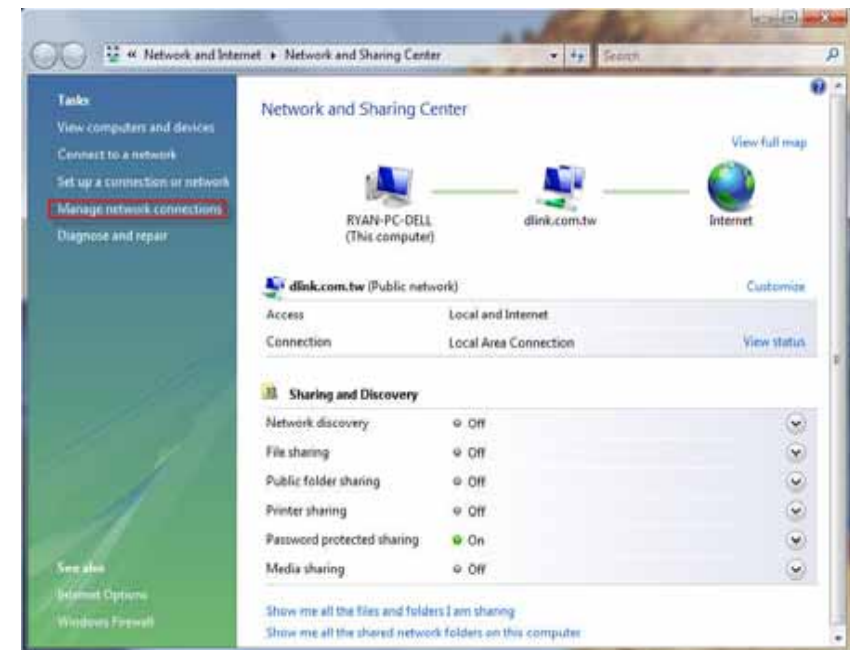 « Network and Internet ▸ Network and Sharing Center
Search
Tasks
View computers and devices
Connect to a network
Set up a connection or network
Manage network connections
Diagnose and repair
See also
Internet Options
Windows Firewall
Network and Sharing Center
View full map
RYAN-PC-DELL
(This computer)
dlink.com.tw
Internet
dlink.com.tw (Public network)
Customize
Access Local and Internet
Connection Local Area Connection View status
Sharing and Discovery
Network discovery Off
File sharing Off
Public folder sharing Off
Printer sharing Off
Password protected sharing On
Media sharing Off
Show me all the files and folders I am sharing
Show me all the shared network folders on this computer